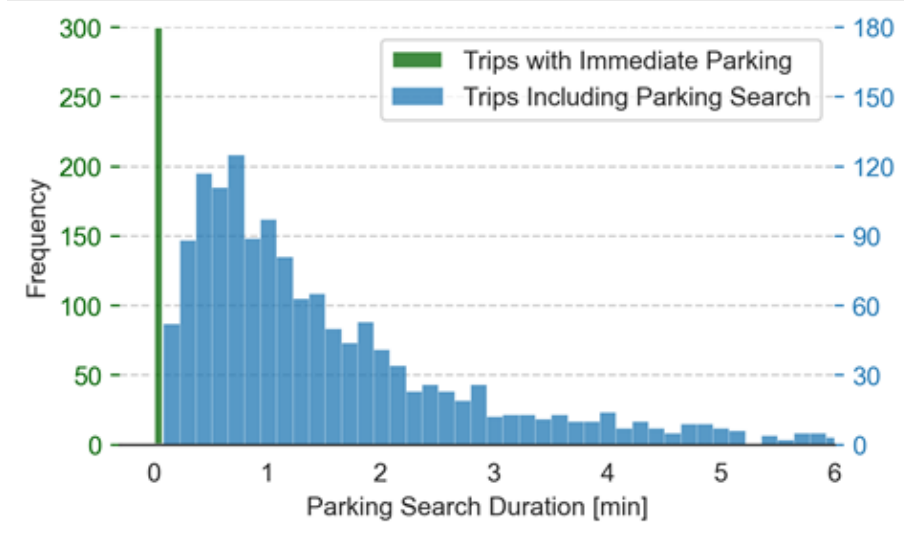 300
250
200
150
100
50
0
Frequency
Trips with Immediate Parking
Trips Including Parking Search
180
150
120
90
60
30
0
0 1 2 3 4 5 6
Parking Search Duration [min]